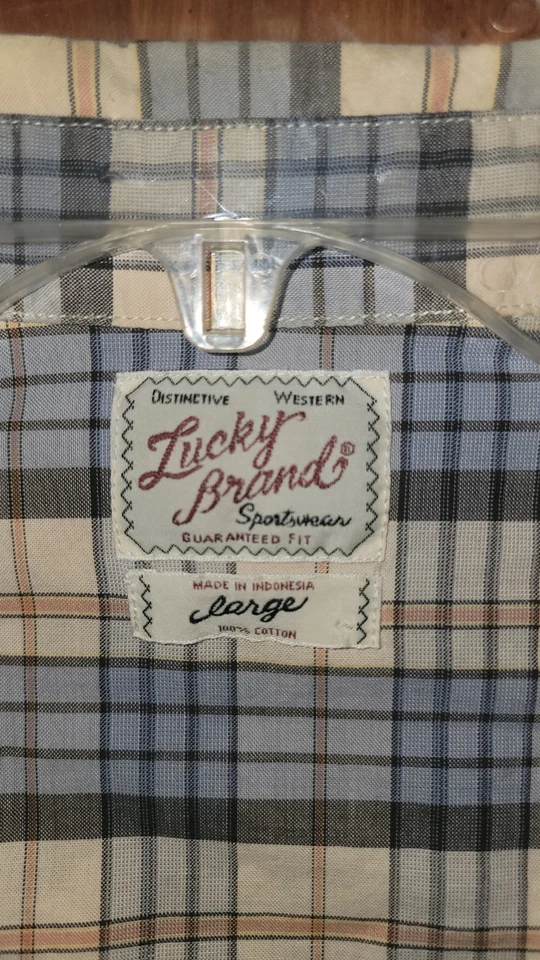 DISTINCTIVE WESTERN
Lucky
Brand®
Sportswear
GUARANTEED FIT
MADE IN INDONESIA
large
100% COTTON